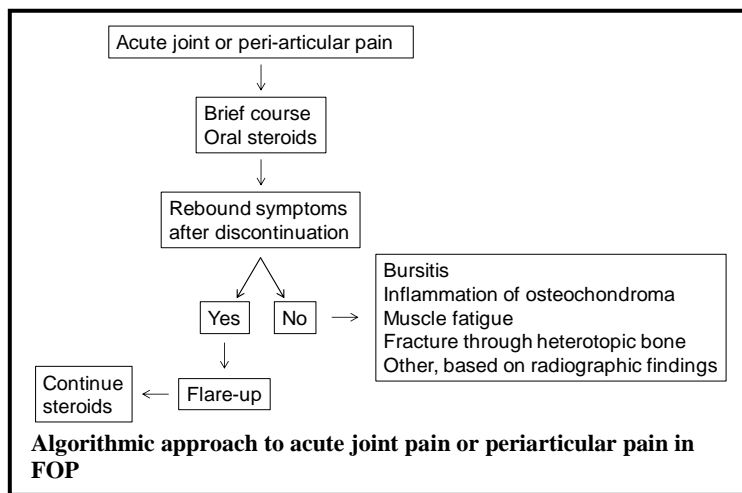 Acute joint or peri-articular pain
Brief course
Oral steroids
Rebound symptoms
after discontinuation
Yes
No
Bursitis
Inflammation of osteochondroma
Muscle fatigue
Fracture through heterotopic bone
Other, based on radiographic findings
Flare-up
Continue
steroids
Algorithmic approach to acute joint pain or periarticular pain in
FOP